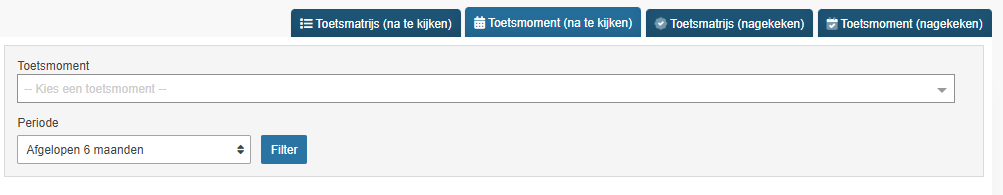 Toetsmatrijs (na te kijken) Toetsmoment (na te kijken) Toetsmatrijs (nagekeken) Toetsmoment (nagekeken)
Toetsmoment
-- Kies een toetsmoment --
Periode
Afgelopen 6 maanden Filter